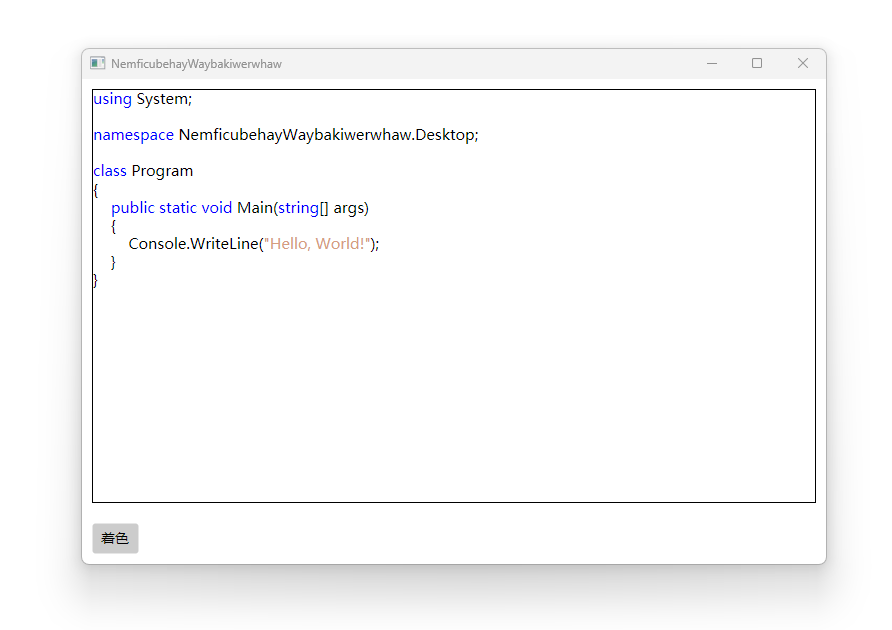 NemficubehayWaybakiwerwhaw
using System;
namespace NemficubehayWaybakiwerwhaw.Desktop;
class Program
{
    public static void Main(string[] args)
    {
        Console.WriteLine("Hello, World!");
    }
}
着色